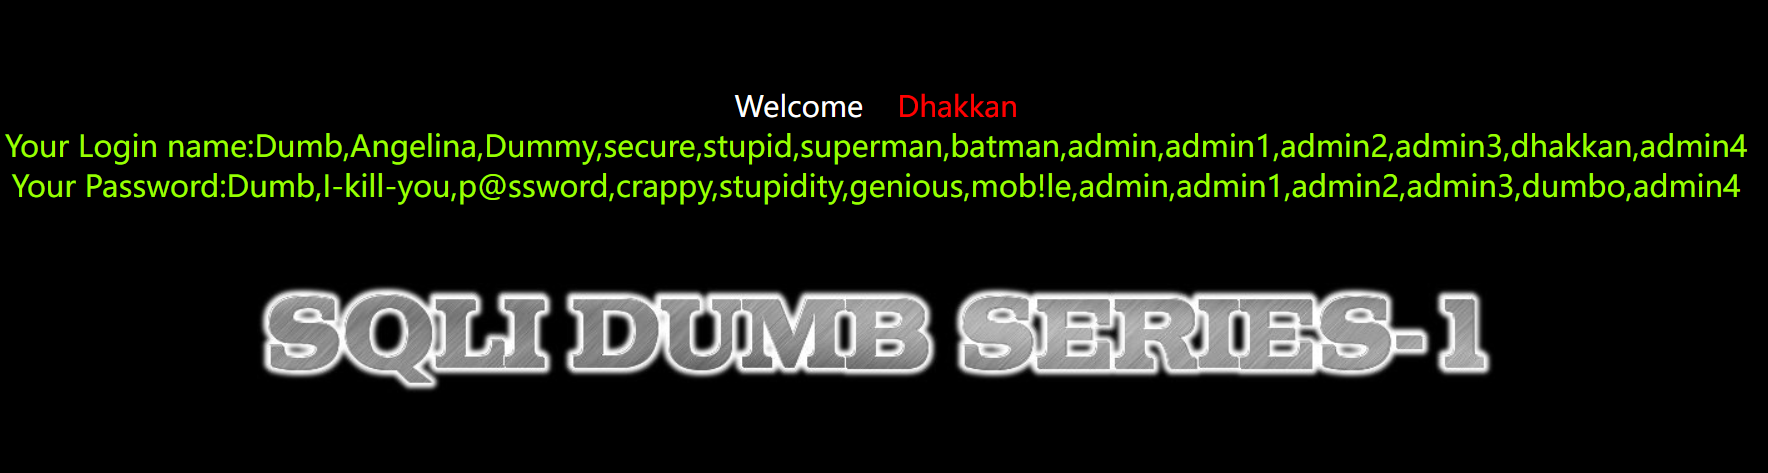 Welcome Dhakkan
Your Login name:Dumb,Angelina,Dummy,secure,stupid,superman,batman,admin,admin1,admin2,admin3,dhakkan,admin4
Your Password:Dumb,I-kill-you,p@ssword,crappy,stupidity,genious,mob!le,admin,admin1,admin2,admin3,dumbo,admin4
SQLI DUMB SERIES-1